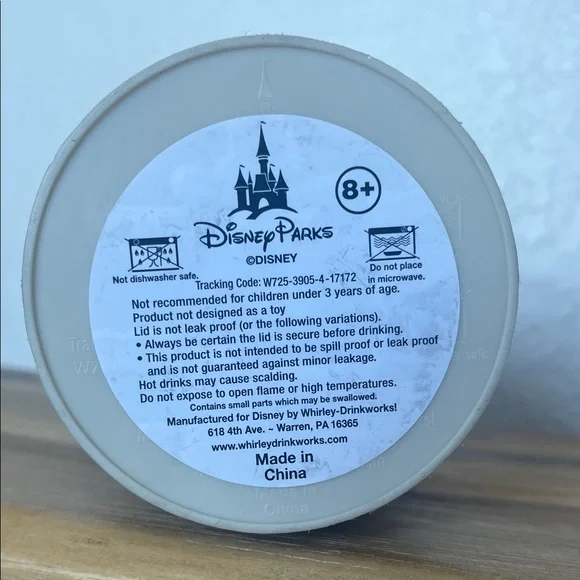 8+
Disney Parks
©DISNEY
Not dishwasher safe.
Do not place
in microwave.
Tracking Code: W725-3905-4-17172
Not recommended for children under 3 years of age.
Product not designed as a toy
Lid is not leak proof (or the following variations).
• Always be certain the lid is secure before drinking.
• This product is not intended to be spill proof or leak proof
and is not guaranteed against minor leakage.
Hot drinks may cause scalding.
Do not expose to open flame or high temperatures.
Contains small parts which may be swallowed.
Manufactured for Disney by Whirley-Drinkworks!
618 4th Ave. ~ Warren, PA 16365
www.whirleydrinkworks.com
Made in
China